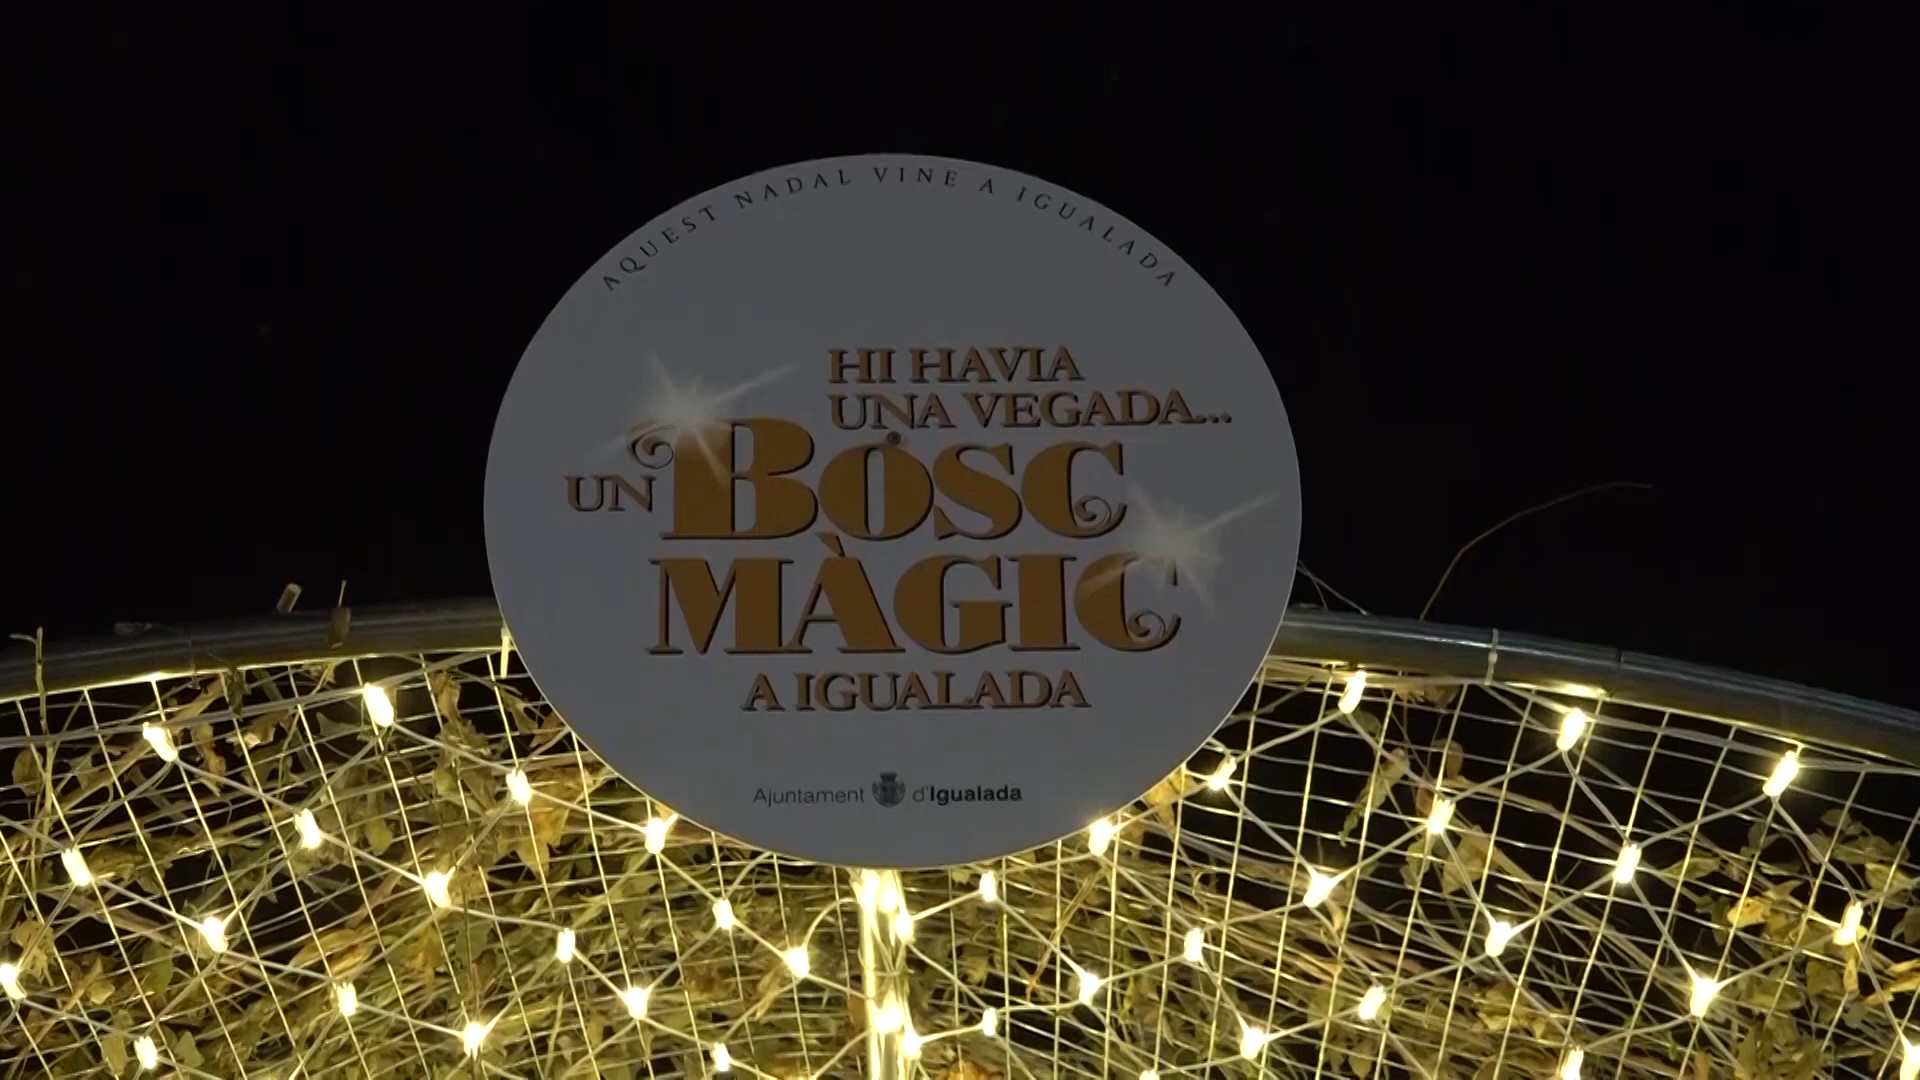 AQUEST NADAL VINE A IGUALADA
HI HAVIA
UNA VEGADA...
UN BOSC
MÀGIC
A IGUALADA
Ajuntament d'Igualada